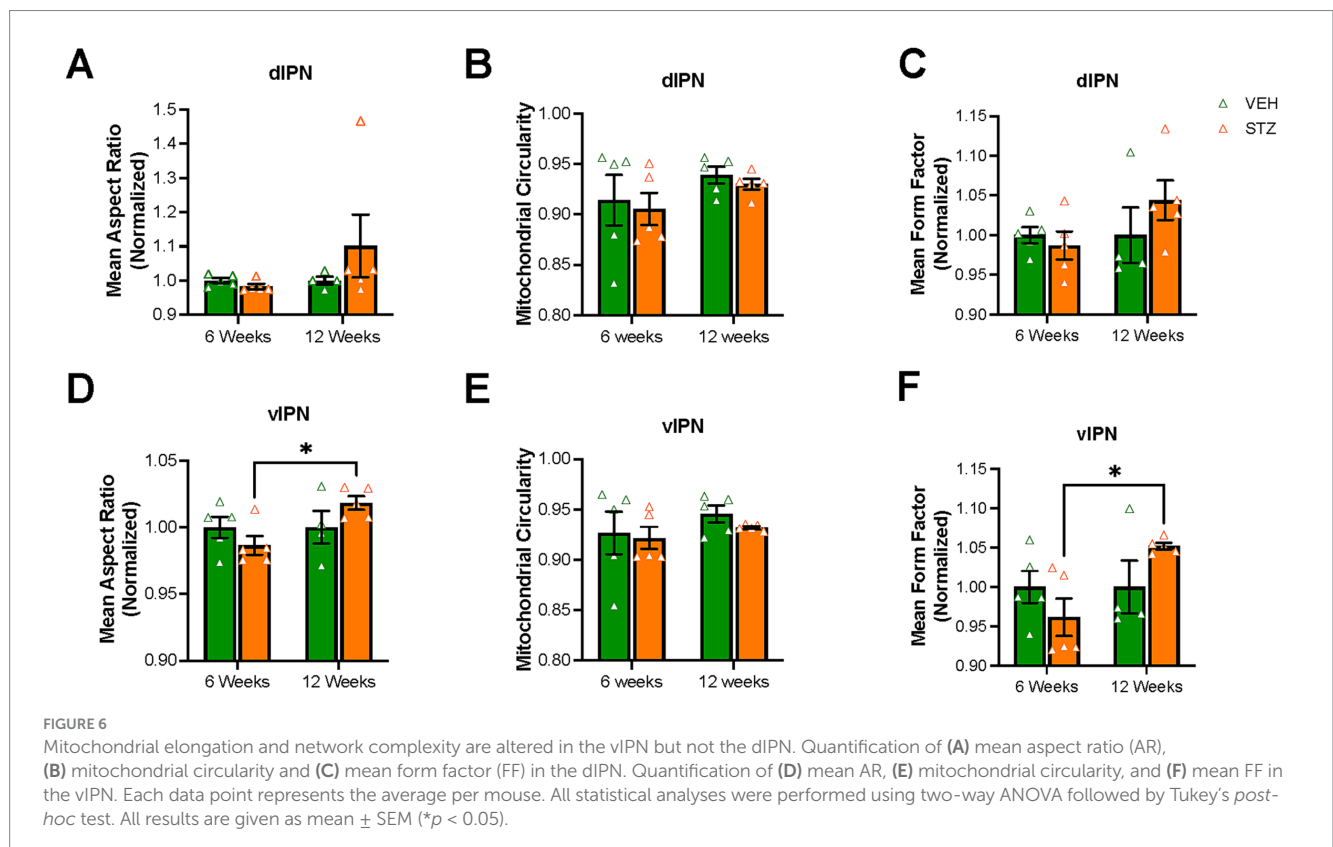 A
dIPN
Mean Aspect Ratio
(Normalized)
1.5
1.4
1.3
1.2
1.1
1.0
0.9
6 Weeks
12 Weeks
B
dIPN
Mitochondrial Circularity
1.00
0.95
0.90
0.85
0.80
6 weeks
12 weeks
C
dIPN
Mean Form Factor
(Normalized)
1.15
1.10
1.05
1.00
0.95
0.90
6 Weeks
12 Weeks
VEH
STZ
D
vIPN
Mean Aspect Ratio
(Normalized)
1.05
1.00
0.95
0.90
*
6 Weeks
12 Weeks
E
vIPN
Mitochondrial Circularity
1.00
0.95
0.90
0.85
0.80
6 weeks
12 weeks
F
vIPN
Mean Form Factor
(Normalized)
1.15
1.10
1.05
1.00
0.95
0.90
*
6 Weeks
12 Weeks
FIGURE 6
Mitochondrial elongation and network complexity are altered in the vIPN but not the dIPN. Quantification of (A) mean aspect ratio (AR),
(B) mitochondrial circularity and (C) mean form factor (FF) in the dIPN. Quantification of (D) mean AR, (E) mitochondrial circularity, and (F) mean FF in
the vIPN. Each data point represents the average per mouse. All statistical analyses were performed using two-way ANOVA followed by Tukey's post-
hoc test. All results are given as mean ± SEM (*p < 0.05).